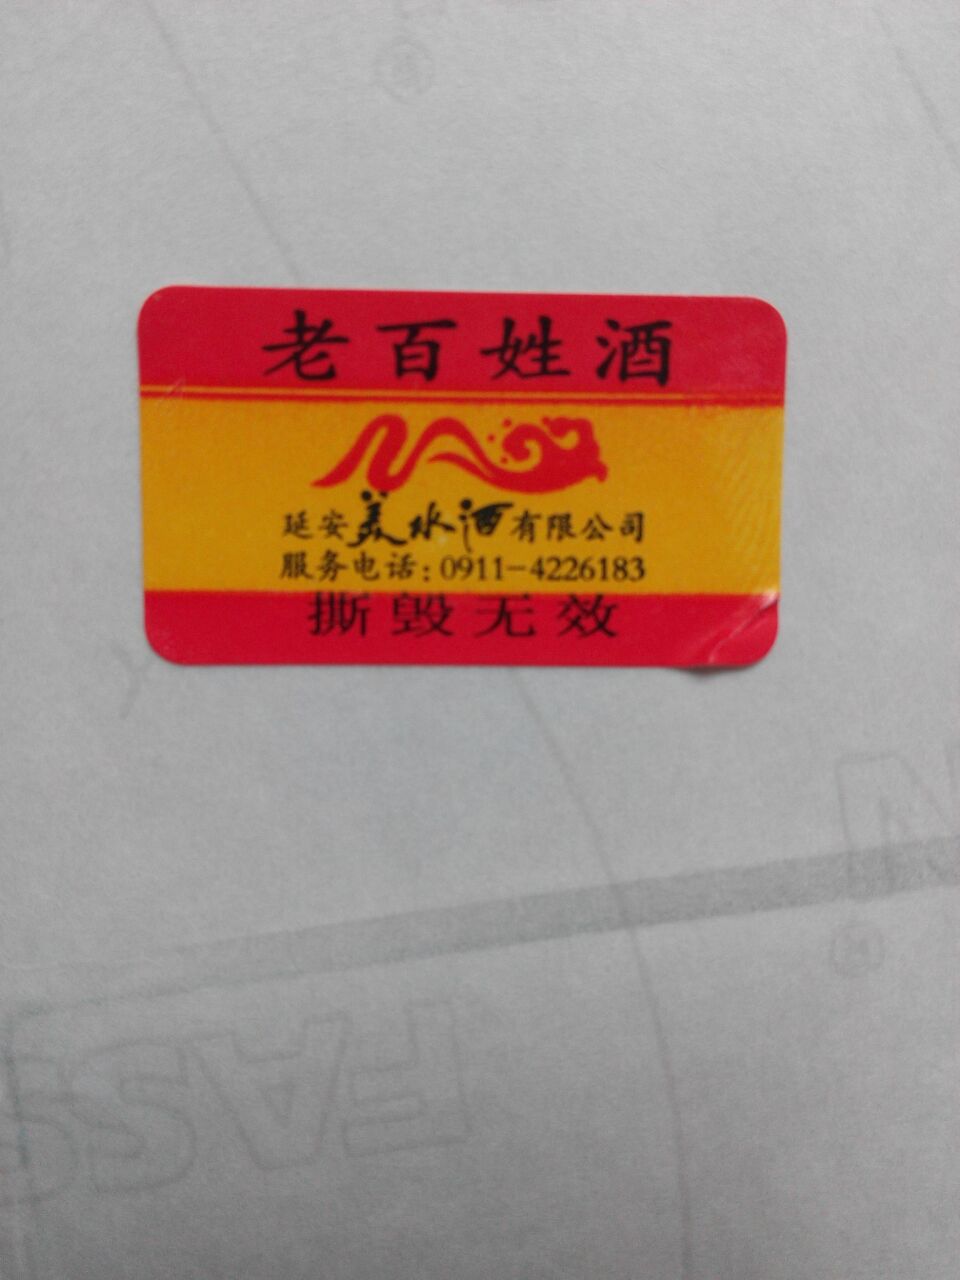 老百姓酒
延安美水酒有限公司
服务电话:0911-4226183
撕毁无效